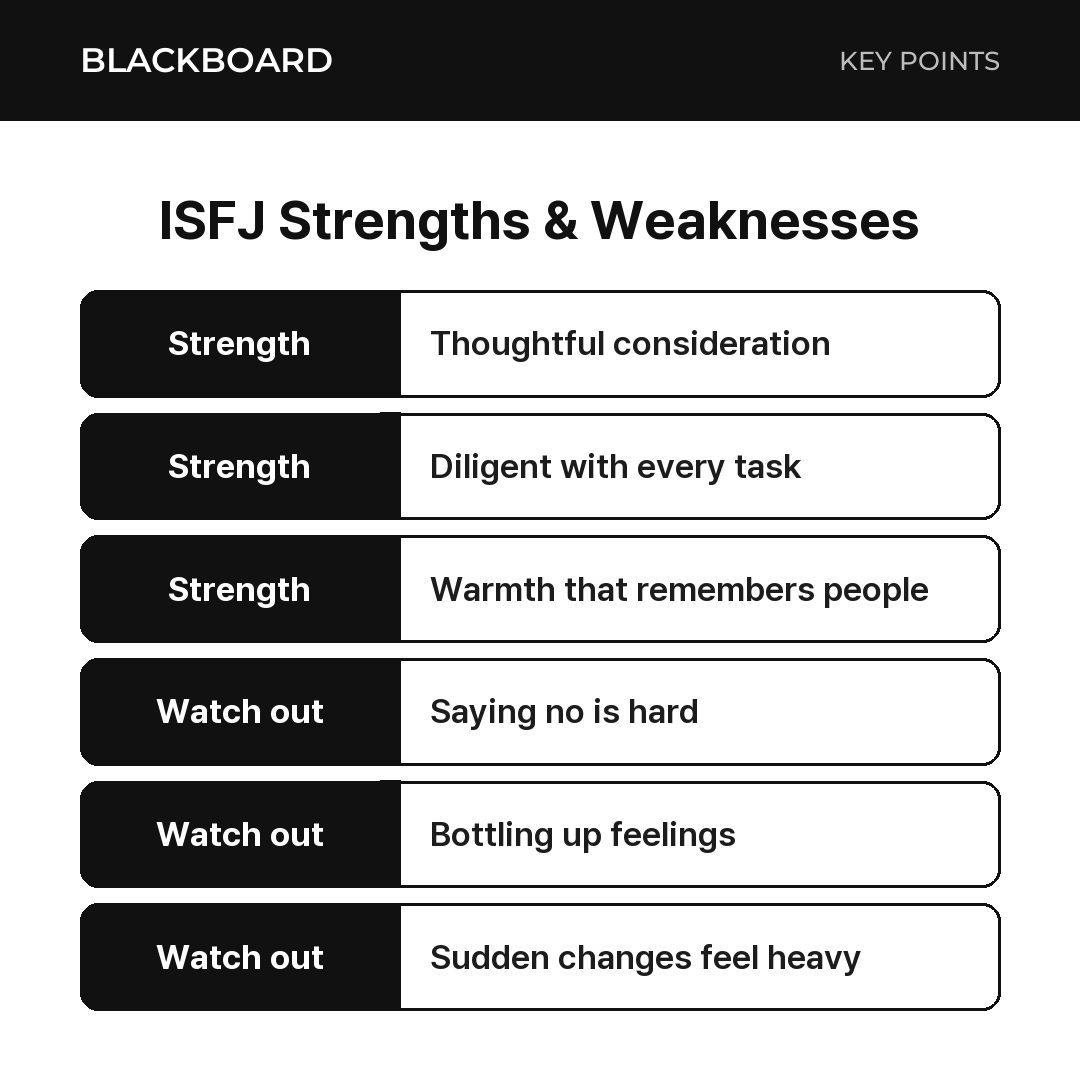 BLACKBOARD
KEY POINTS
ISFJ Strengths & Weaknesses
Strength
Thoughtful consideration
Strength
Diligent with every task
Strength
Warmth that remembers people
Watch out
Saying no is hard
Watch out
Bottling up feelings
Watch out
Sudden changes feel heavy